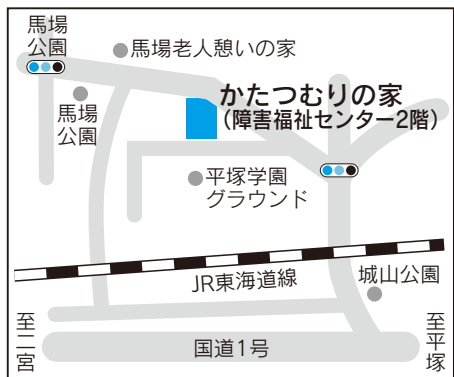 馬場
公園
馬場老人憩いの家
馬場
公園
かたつむりの家
（障害福祉センター2階）
平塚学園
グラウンド
JR東海道線
城山公園
至二宮
国道1号
至平塚